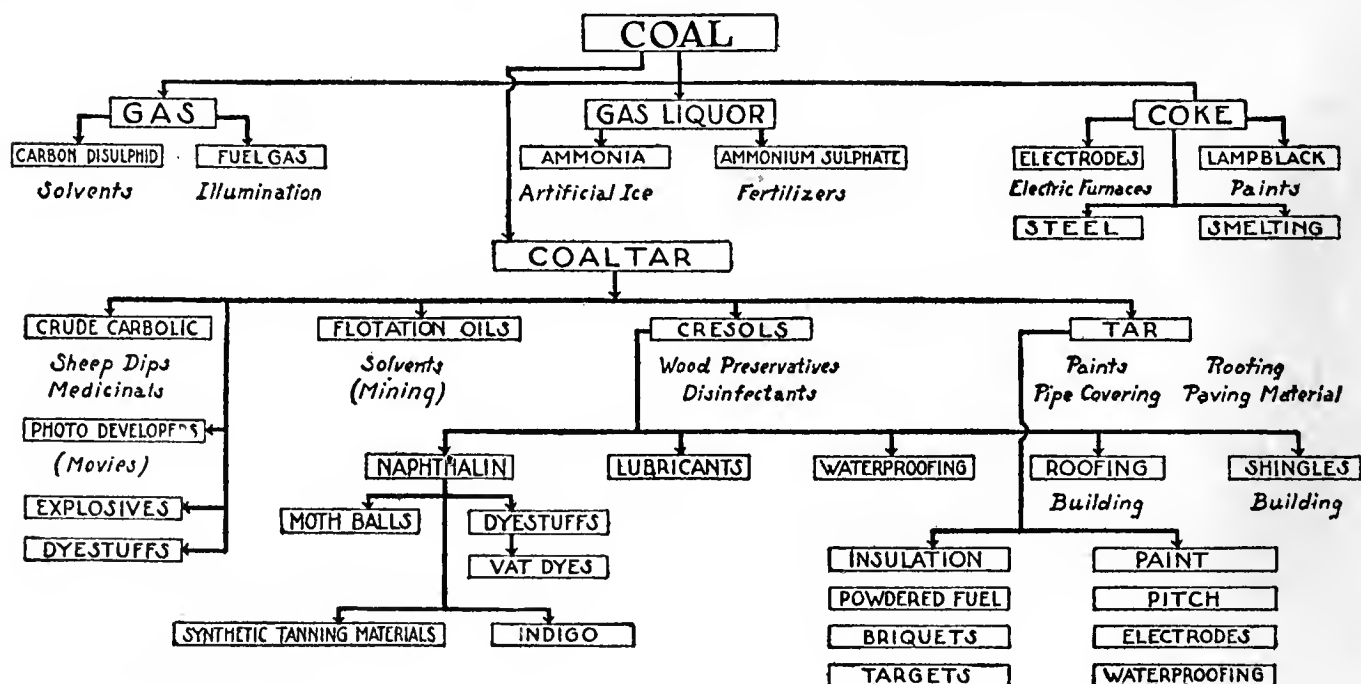 COAL
GAS
GAS LIQUOR
COKE
CARBON DISULPHID
FUEL GAS
AMMONIA
AMMONIUM SULPHATE
ELECTRODES
LAMPBLACK
Solvents
Illumination
Artificial Ice
Fertilizers
Electric Furnaces
Paints
STEEL
SMELTING
COALTAR
CRUDE CARBOLIC
FLOTATION OILS
CRESOLS
TAR
Sheep Dips
Medicinals
Solvents
(Mining)
Wood Preservatives
Disinfectants
Paints
Pipe Covering
Roofing
Paving Material
PHOTO DEVELOPERS
(Movies)
NAPHTHALIN
LUBRICANTS
WATERPROOFING
ROOFING
SHINGLES
Building
Building
EXPLOSIVES
MOTH BALLS
DYESTUFFS
DYESTUFFS
VAT DYES
INSULATION
PAINT
POWDERED FUEL
PITCH
SYNTHETIC TANNING MATERIALS
INDIGO
BRIQUETS
ELECTRODES
TARGETS
WATERPROOFING